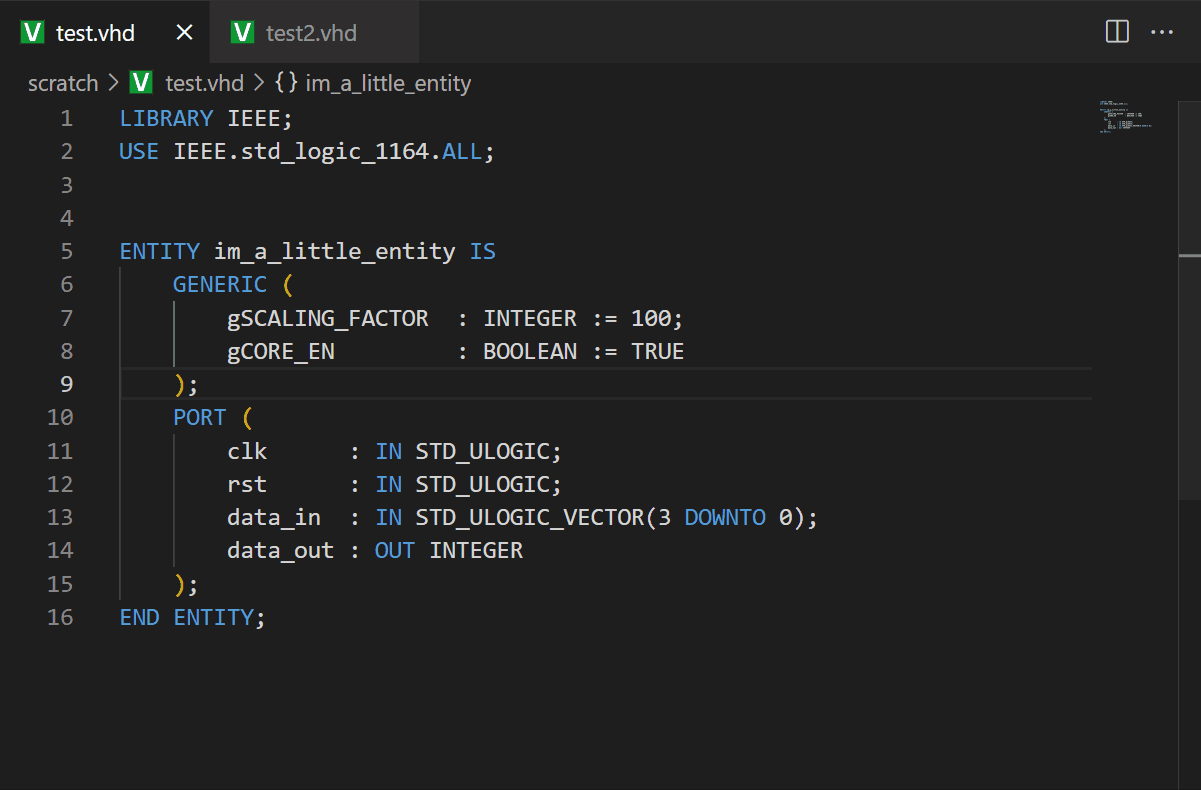 V test.vhd × V test2.vhd ...
scratch > V test.vhd > {} im_a_little_entity
1 LIBRARY IEEE;
2 USE IEEE.std_logic_1164.ALL;
3
4
5 ENTITY im_a_little_entity IS
6     GENERIC (
7         gSCALING_FACTOR  : INTEGER := 100;
8         gCORE_EN         : BOOLEAN := TRUE
9     );
10     PORT (
11         clk      : IN STD_ULOGIC;
12         rst      : IN STD_ULOGIC;
13         data_in  : IN STD_ULOGIC_VECTOR(3 DOWNTO 0);
14         data_out : OUT INTEGER
15     );
16 END ENTITY;